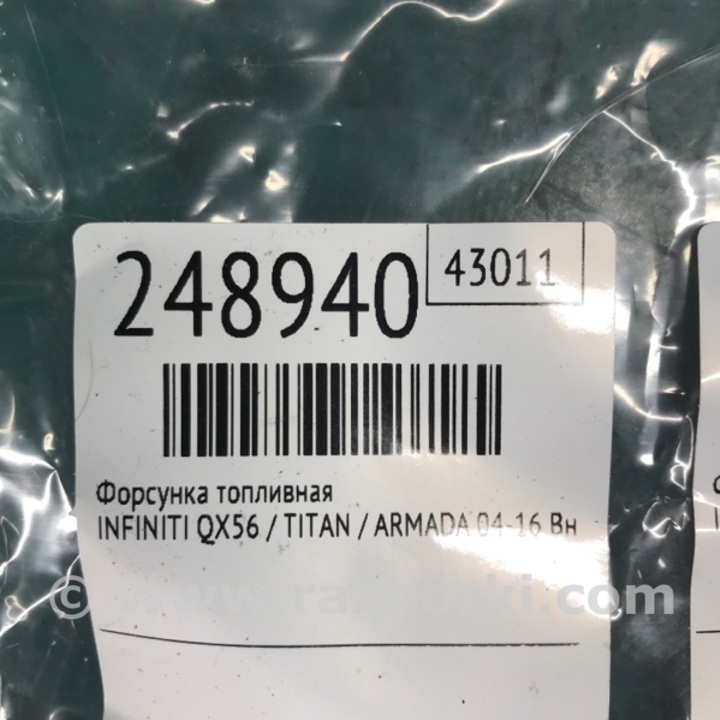 248940
43011
Форсунка топливная
INFINITI QX56 / TITAN / ARMADA 04-16 Вн